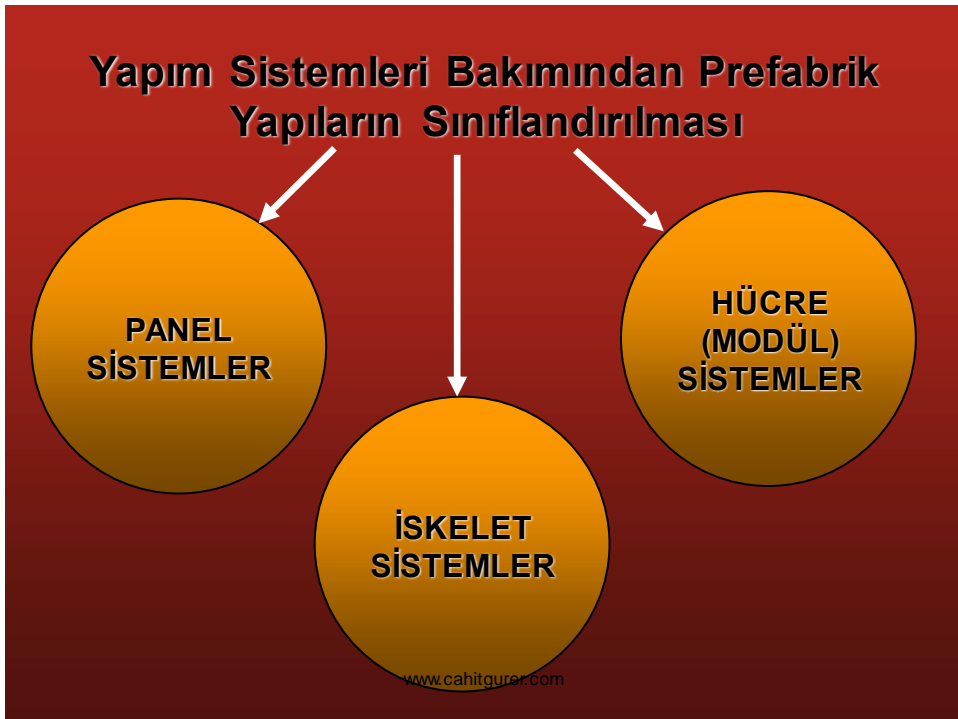 Yapım Sistemleri Bakımından Prefabrik
Yapıların Sınıflandırılması
PANEL
SİSTEMLER
İSKELET
SİSTEMLER
HÜCRE
(MODÜL)
SİSTEMLER
www.cahitgurer.com